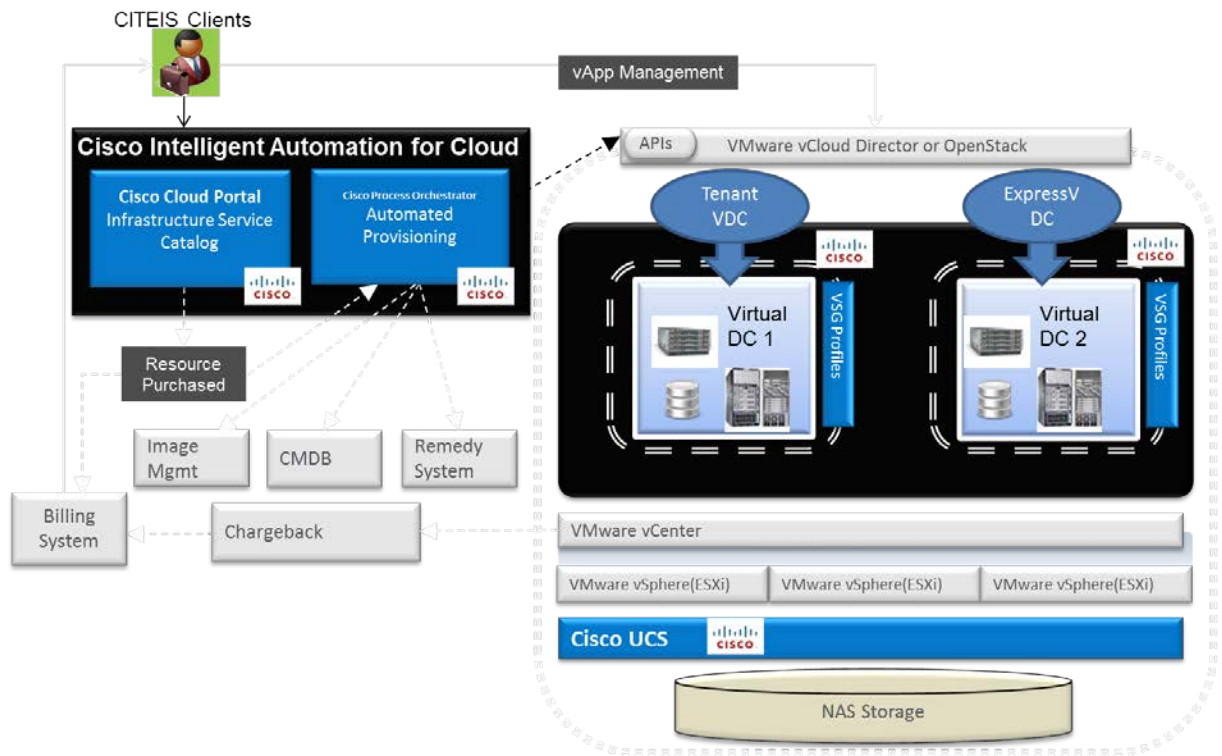 CITEIS Clients
vApp Management
Cisco Intelligent Automation for Cloud
Cisco Cloud Portal
Infrastructure Service
Catalog
CISCO
Cisco Process Orchestrator
Automated
Provisioning
CISCO
APIs
VMware vCloud Director or OpenStack
Tenant
VDC
ExpressV
DC
CISCO
CISCO
Virtual
DC 1
VSG Profiles
Virtual
DC 2
VSG Profiles
Resource
Purchased
Image
Mgmt
CMDB
Remedy
System
Billing
System
Chargeback
VMware vCenter
VMware vSphere(ESXi)
VMware vSphere(ESXi)
VMware vSphere(ESXi)
Cisco UCS
CISCO
NAS Storage